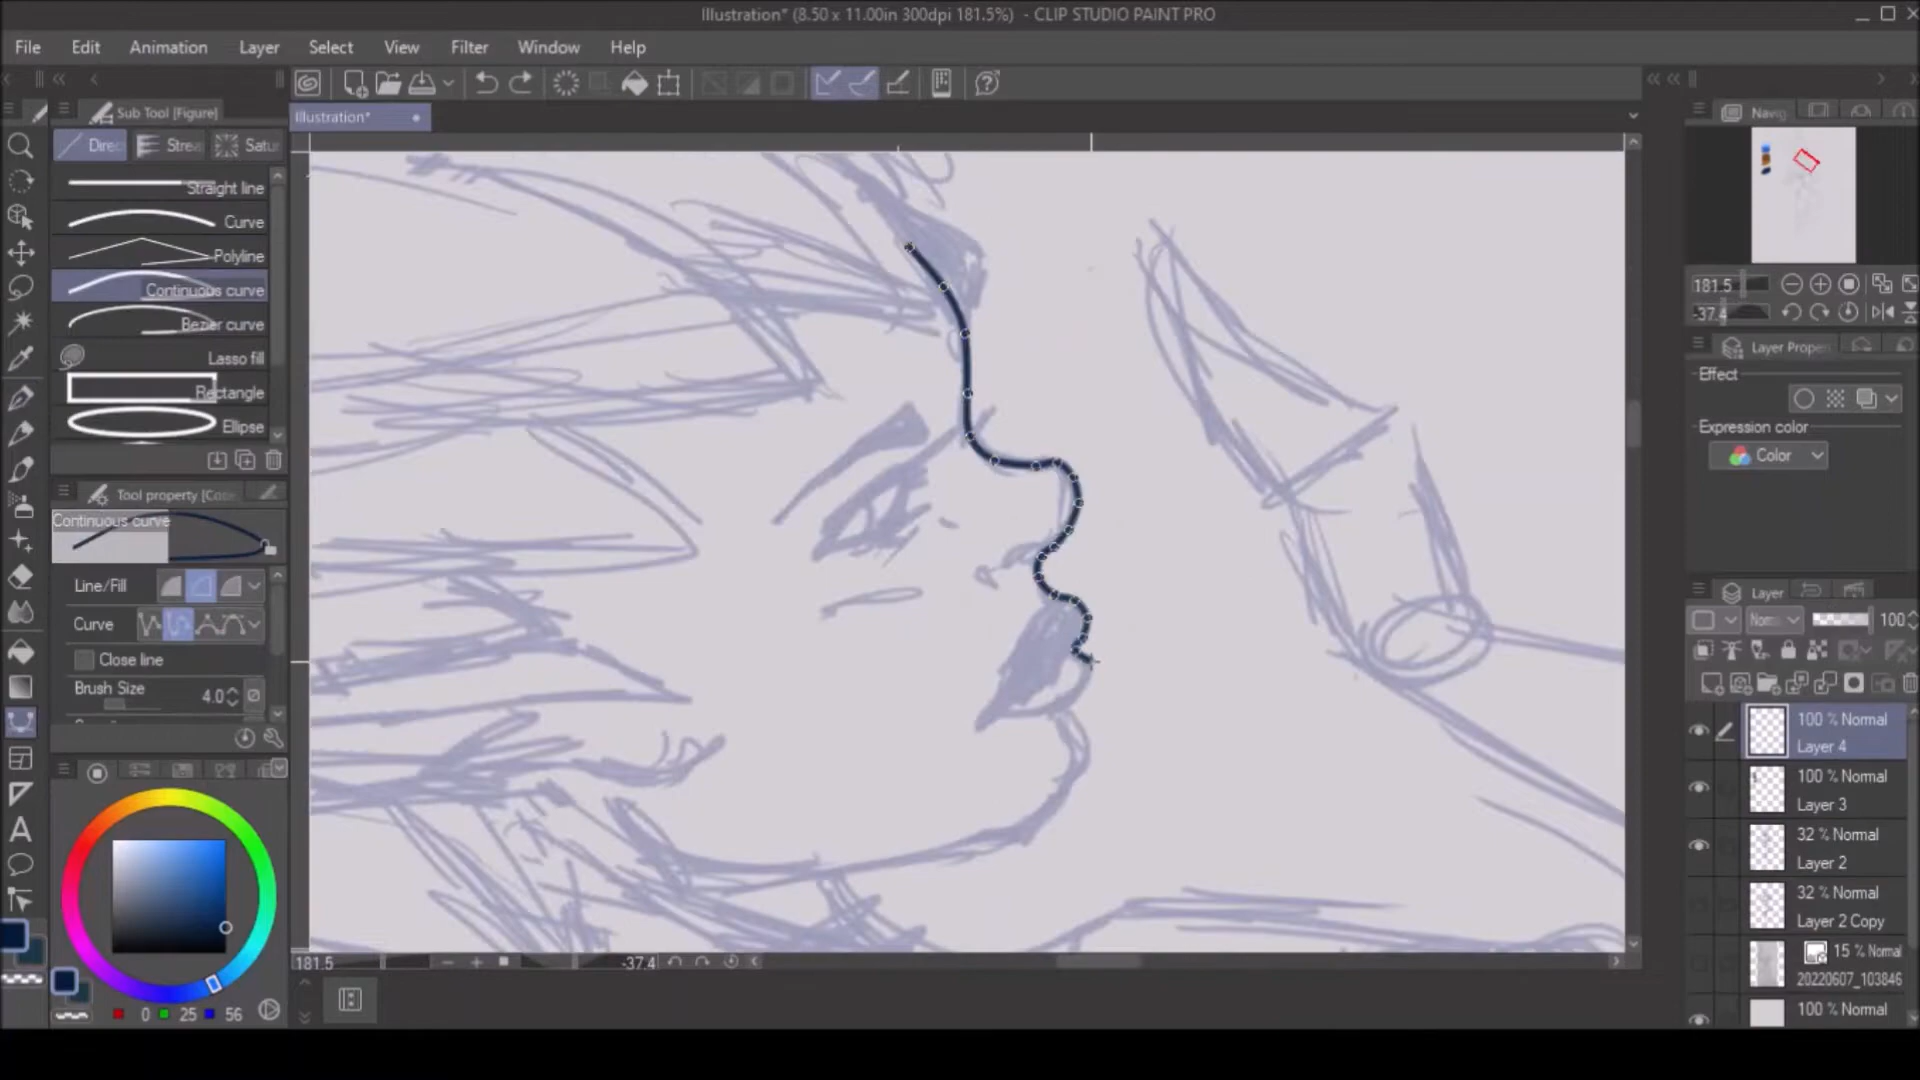 Illustration* (8.50 x 11.00in 300dpi 181.5%) - CLIP STUDIO PAINT PRO
File Edit Animation Layer Select View Filter Window Help
Sub Tool [Figure]
Illustration*
Navig
Direc Strea Satu
Straight line
Curve
Polyline
Continuous curve
Bezier curve
Lasso fill
Rectangle
Ellipse
181.5
-37.4
Layer Prope
Effect
Expression color
Color
Tool property [Con
Continuous curve
Line/Fill
Curve
Close line
Brush Size 4.0
Layer
Norm 100
100 % Normal
Layer 4
100 % Normal
Layer 3
32 % Normal
Layer 2
32 % Normal
Layer 2 Copy
15 % Normal
20220607_103846
100 % Normal
181.5 -37.4
0 25 56